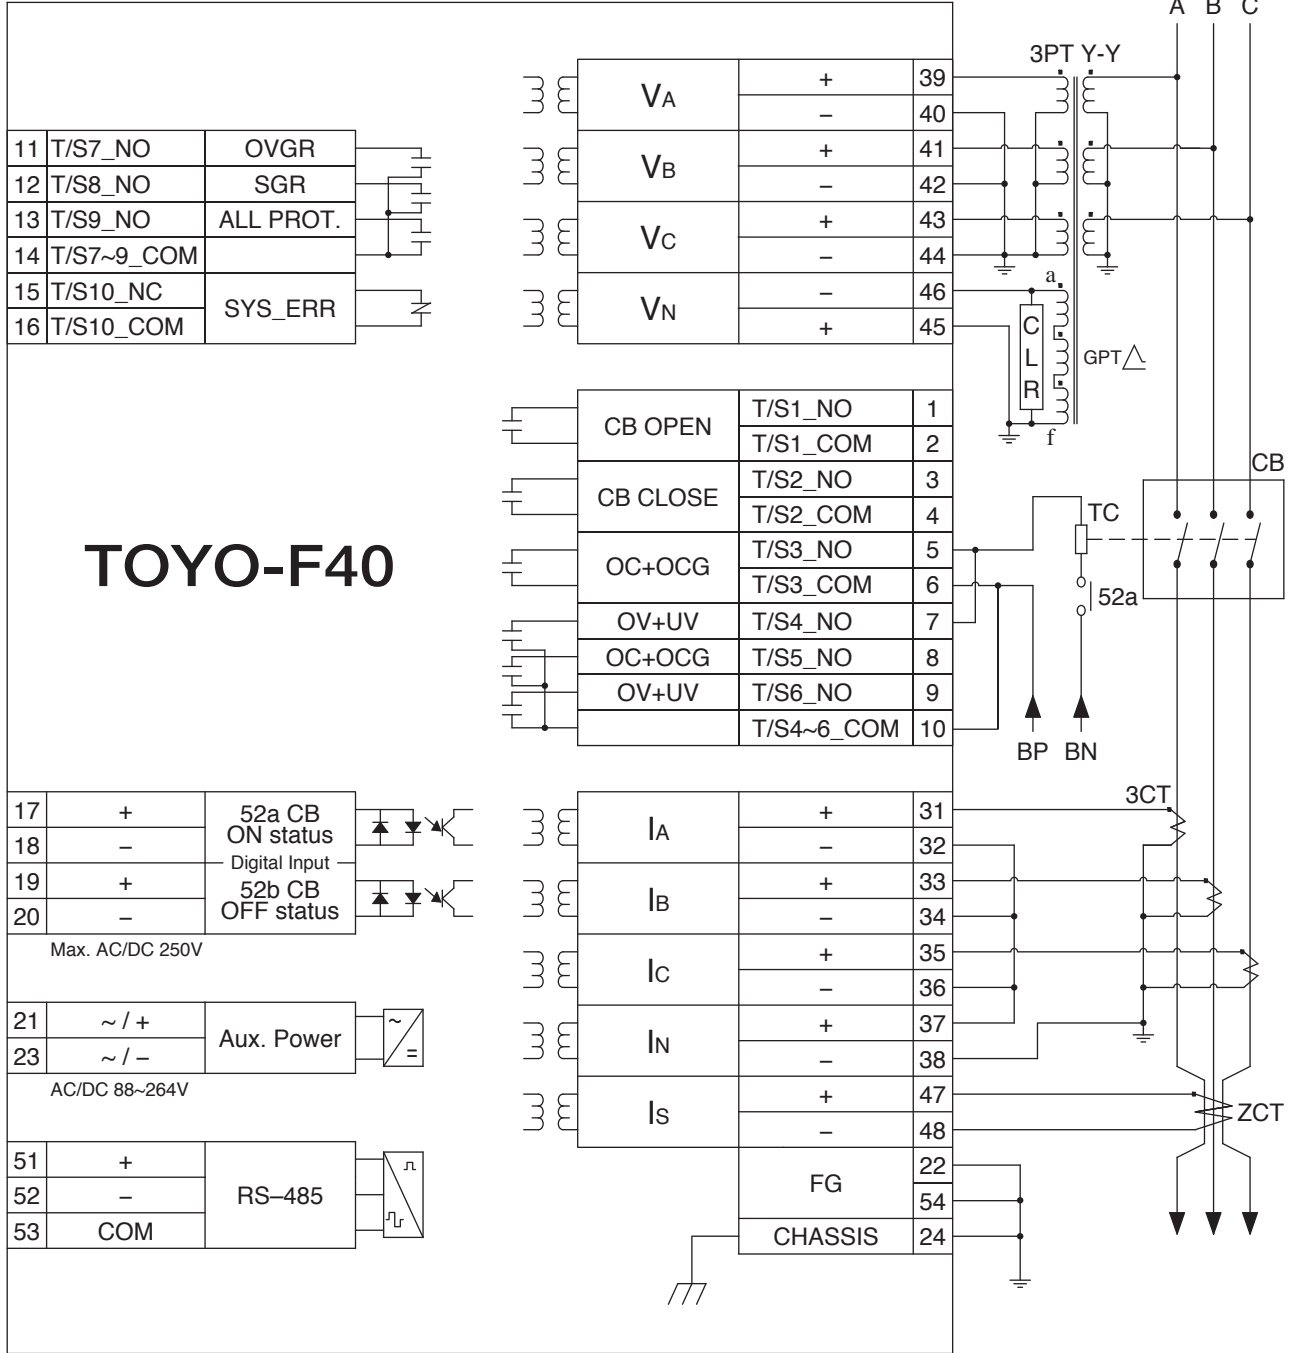 A B C
3PT Y-Y
VA + 39
− 40
VB + 41
− 42
VC + 43
− 44
VN − 46
+ 45
11 T/S7_NO OVGR
12 T/S8_NO SGR
13 T/S9_NO ALL PROT.
14 T/S7~9_COM
15 T/S10_NC SYS_ERR
16 T/S10_COM
a
CLR
GPT
f
CB OPEN T/S1_NO 1
T/S1_COM 2
CB CLOSE T/S2_NO 3
T/S2_COM 4
OC+OCG T/S3_NO 5
T/S3_COM 6
OV+UV T/S4_NO 7
OC+OCG T/S5_NO 8
OV+UV T/S6_NO 9
T/S4~6_COM 10
CB
TC
52a
BP BN
TOYO-F40
17 + 52a CB
ON status
18 −
Digital Input
19 + 52b CB
OFF status
20 −
Max. AC/DC 250V
21 ~ / + Aux. Power ~
23 ~ / − =
AC/DC 88~264V
51 + RS–485
52 −
53 COM
IA + 31
− 32
IB + 33
− 34
IC + 35
− 36
IN + 37
− 38
IS + 47
− 48
FG 22
54
CHASSIS 24
3CT
ZCT